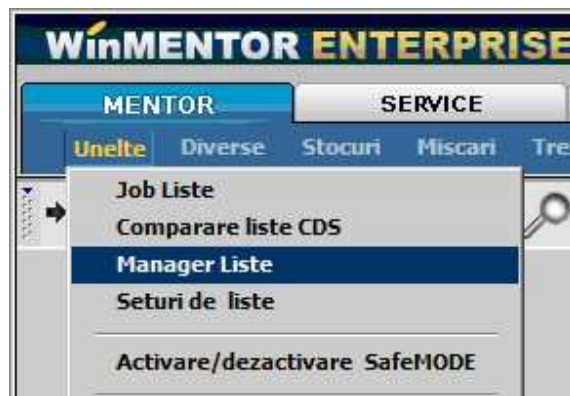 WinMENTOR ENTERPRISE
MENTOR SERVICE
Unelte Diverse Stocuri Miscari
Job Liste
Comparare liste CDS
Manager Liste
Seturi de liste
Activare/dezactivare SafeMODE